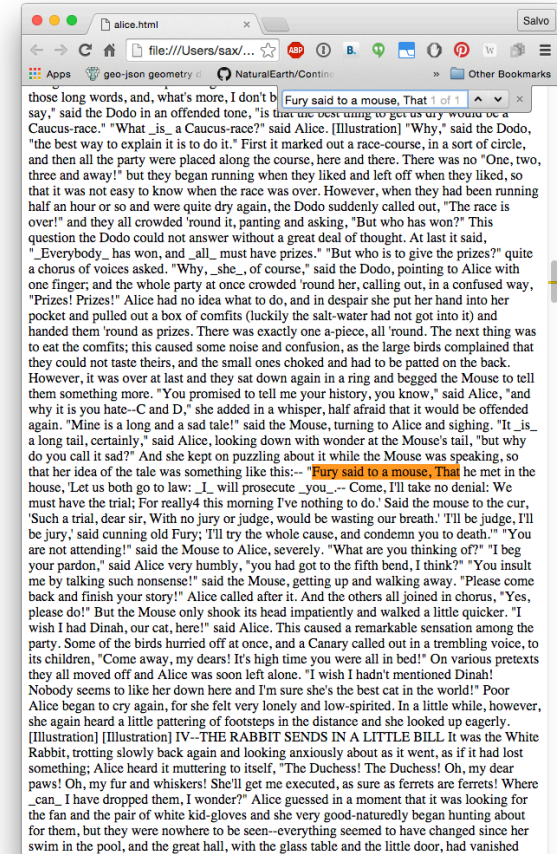 alice.html
Salvo
file:///Users/sax/...
ABP
B.
W
Apps
geo-json geometry d
NaturalEarth/Contine
»
Other Bookmarks
Fury said to a mouse, That 1 of 1
those long words, and, what's more, I don't b
say," said the Dodo in an offended tone, "is that the best thing to get us dry would be a
Caucus-race." "What _is_ a Caucus-race?" said Alice. [Illustration] "Why," said the Dodo,
"the best way to explain it is to do it." First it marked out a race-course, in a sort of circle,
and then all the party were placed along the course, here and there. There was no "One, two,
three and away!" but they began running when they liked and left off when they liked, so
that it was not easy to know when the race was over. However, when they had been running
half an hour or so and were quite dry again, the Dodo suddenly called out, "The race is
over!" and they all crowded 'round it, panting and asking, "But who has won?" This
question the Dodo could not answer without a great deal of thought. At last it said,
"_Everybody_ has won, and _all_ must have prizes." "But who is to give the prizes?" quite
a chorus of voices asked. "Why, _she_, of course," said the Dodo, pointing to Alice with
one finger; and the whole party at once crowded 'round her, calling out, in a confused way,
"Prizes! Prizes!" Alice had no idea what to do, and in despair she put her hand into her
pocket and pulled out a box of comfits (luckily the salt-water had not got into it) and
handed them 'round as prizes. There was exactly one a-piece, all 'round. The next thing was
to eat the comfits; this caused some noise and confusion, as the large birds complained that
they could not taste theirs, and the small ones choked and had to be patted on the back.
However, it was over at last and they sat down again in a ring and begged the Mouse to tell
them something more. "You promised to tell me your history, you know," said Alice, "and
why it is you hate--C and D," she added in a whisper, half afraid that it would be offended
again. "Mine is a long and a sad tale!" said the Mouse, turning to Alice and sighing. "It _is_
a long tail, certainly," said Alice, looking down with wonder at the Mouse's tail, "but why
do you call it sad?" And she kept on puzzling about it while the Mouse was speaking, so
that her idea of the tale was something like this:-- "Fury said to a mouse, That he met in the
house, 'Let us both go to law: _I_ will prosecute _you_.-- Come, I'll take no denial: We
must have the trial; For really4 this morning I've nothing to do.' Said the mouse to the cur,
'Such a trial, dear sir, With no jury or judge, would be wasting our breath.' 'I'll be judge, I'll
be jury,' said cunning old Fury; 'I'll try the whole cause, and condemn you to death.'" "You
are not attending!" said the Mouse to Alice, severely. "What are you thinking of?" "I beg
your pardon," said Alice very humbly, "you had got to the fifth bend, I think?" "You insult
me by talking such nonsense!" said the Mouse, getting up and walking away. "Please come
back and finish your story!" Alice called after it. And the others all joined in chorus, "Yes,
please do!" But the Mouse only shook its head impatiently and walked a little quicker. "I
wish I had Dinah, our cat, here!" said Alice. This caused a remarkable sensation among the
party. Some of the birds hurried off at once, and a Canary called out in a trembling voice, to
its children, "Come away, my dears! It's high time you were all in bed!" On various pretexts
they all moved off and Alice was soon left alone. "I wish I hadn't mentioned Dinah!
Nobody seems to like her down here and I'm sure she's the best cat in the world!" Poor
Alice began to cry again, for she felt very lonely and low-spirited. In a little while, however,
she again heard a little pattering of footsteps in the distance and she looked up eagerly.
[Illustration] [Illustration] IV--THE RABBIT SENDS IN A LITTLE BILL It was the White
Rabbit, trotting slowly back again and looking anxiously about as it went, as if it had lost
something; Alice heard it muttering to itself, "The Duchess! The Duchess! Oh, my dear
paws! Oh, my fur and whiskers! She'll get me executed, as sure as ferrets are ferrets! Where
_can_ I have dropped them, I wonder?" Alice guessed in a moment that it was looking for
the fan and the pair of white kid-gloves and she very good-naturedly began hunting about
for them, but they were nowhere to be seen--everything seemed to have changed since her
swim in the pool, and the great hall, with the glass table and the little door, had vanished